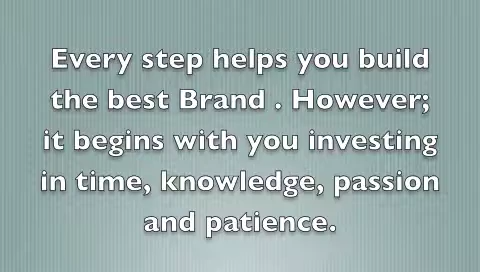 Every step helps you build
the best Brand . However;
it begins with you investing
in time, knowledge, passion
and patience.